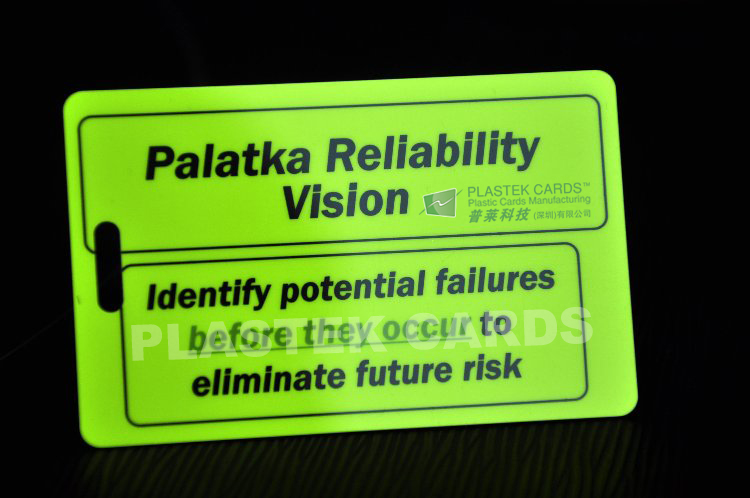 Palatka Reliability
Vision
PLASTEK CARDS™
Plastic Cards Manufacturing
普莱科技 (深圳)有限公司
Identify potential failures
before they occur to
PLASTEK CARDS
eliminate future risk